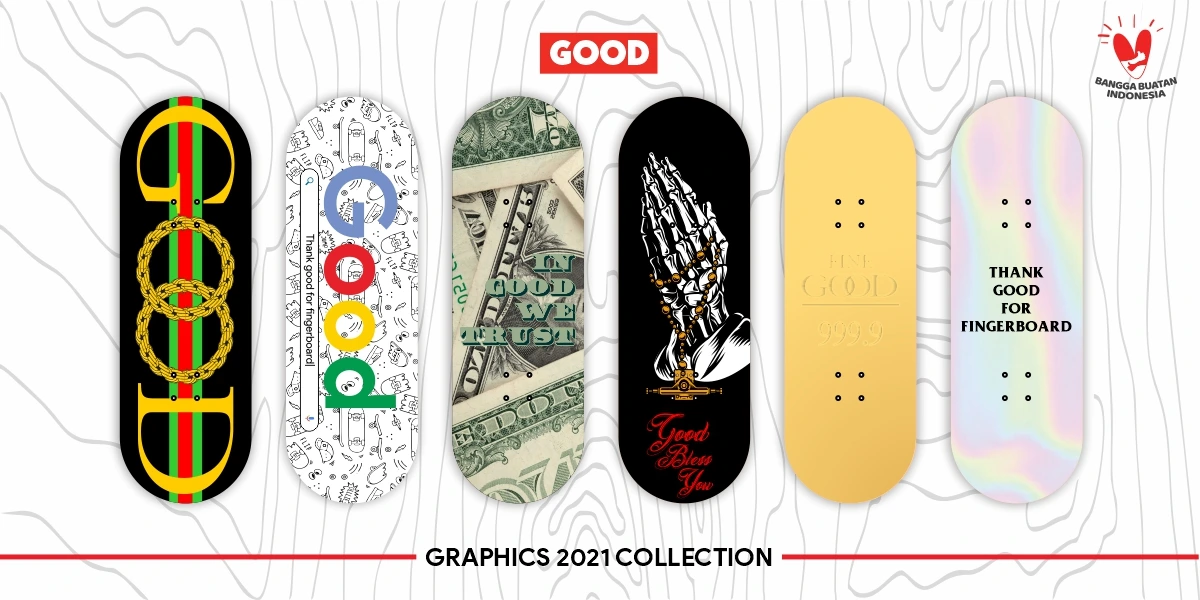 GOOD
BANGGA BUATAN
INDONESIA
GOOD
Good
Thank good for fingerboard!
IN
GOOD
WE
TRUST
Good
Bless
You
FINE
GOOD
999.9
THANK
GOOD
FOR
FINGERBOARD
GRAPHICS 2021 COLLECTION